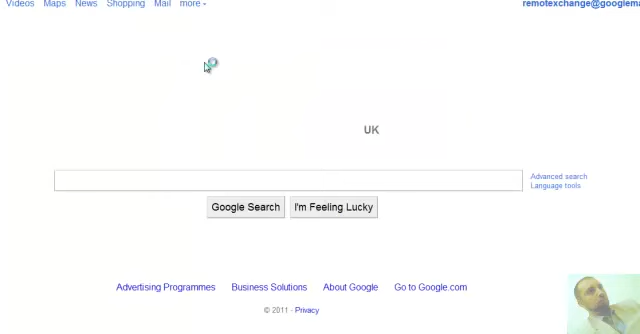 Videos Maps News Shopping Mail more
remotexchange@googlema
UK
Advanced search
Language tools
Google Search I'm Feeling Lucky
Advertising Programmes Business Solutions About Google Go to Google.com
© 2011 - Privacy